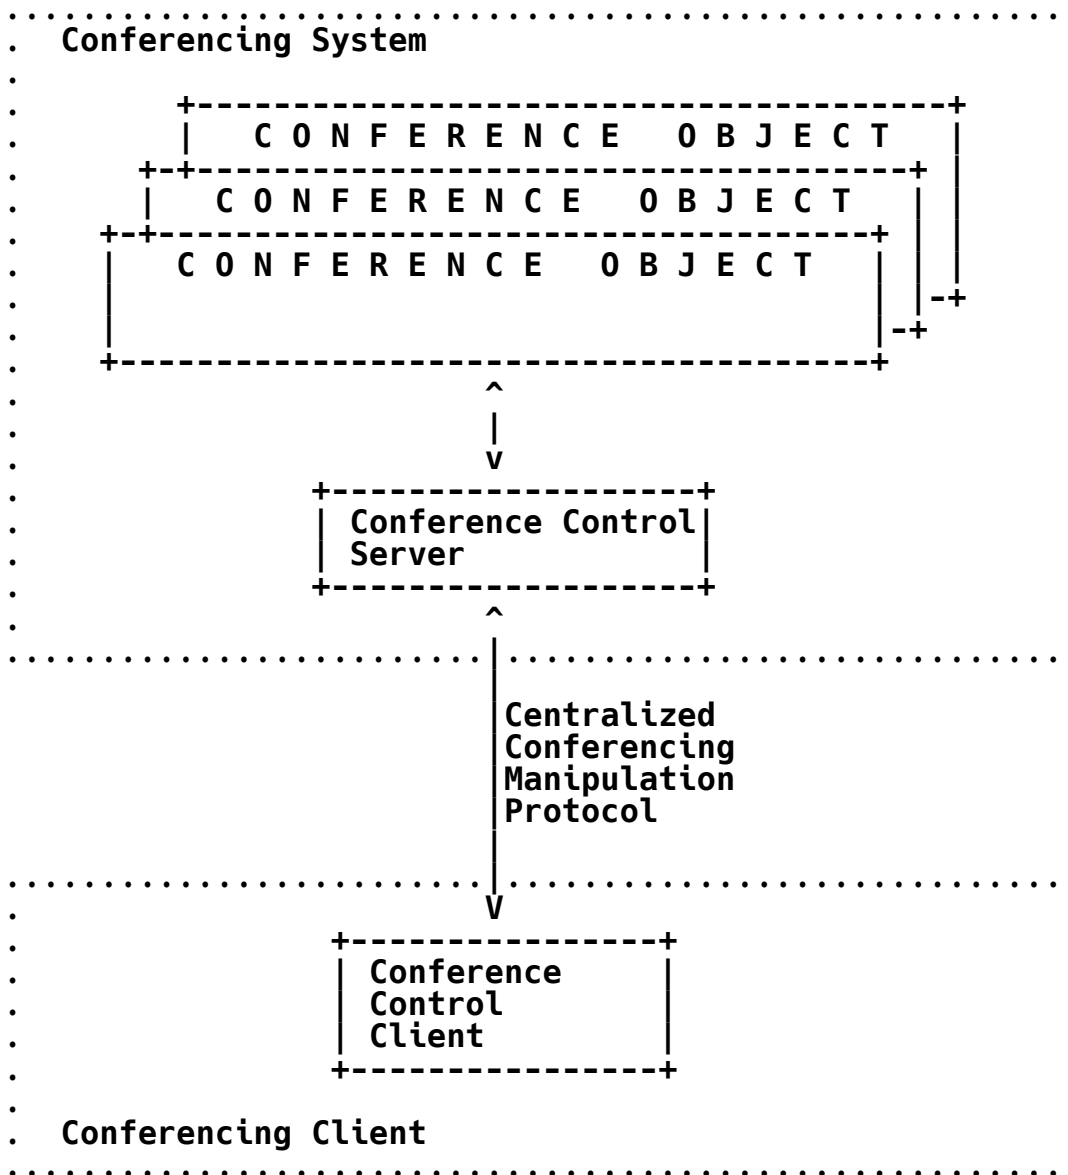 Conferencing System
C O N F E R E N C E   O B J E C T
C O N F E R E N C E   O B J E C T
C O N F E R E N C E   O B J E C T
Conference Control
Server
Centralized
Conferencing
Manipulation
Protocol
Conference
Control
Client
Conferencing Client